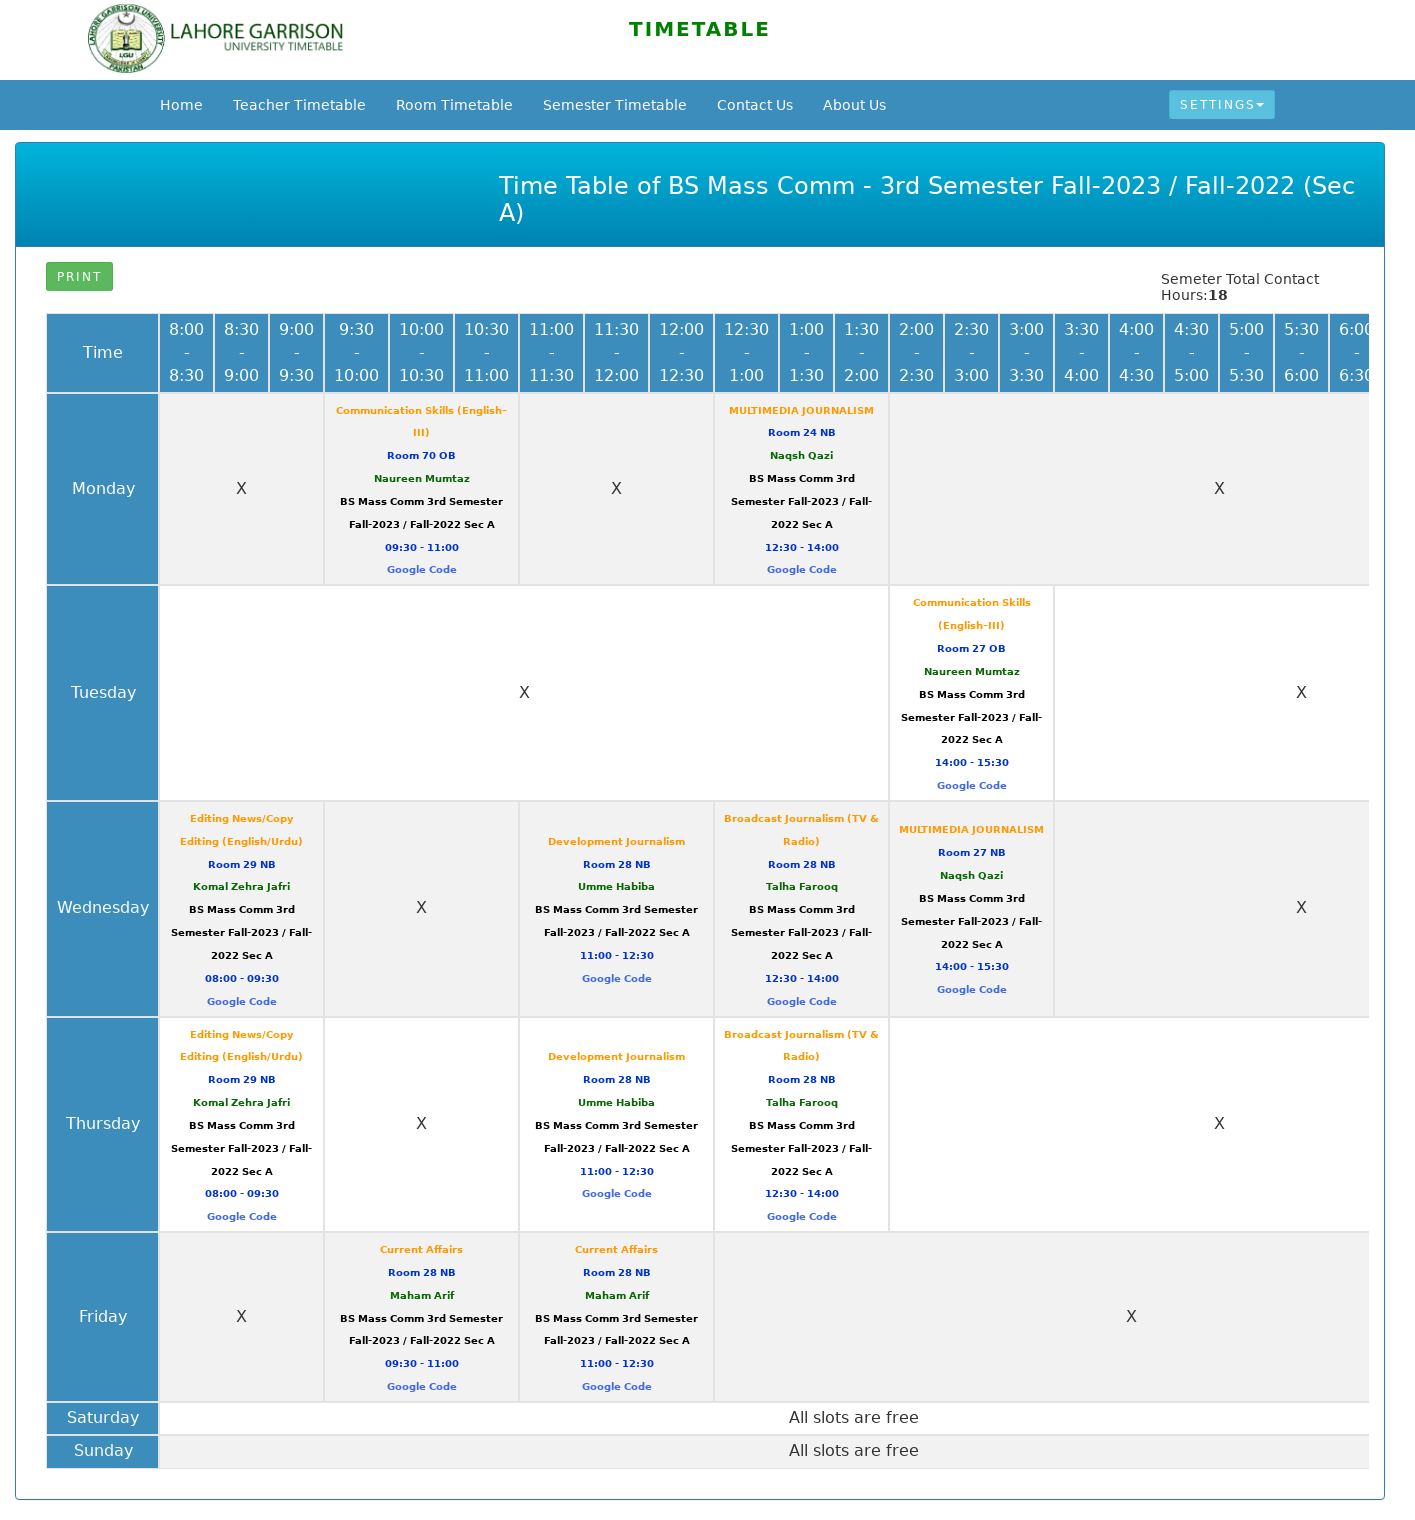 LAHORE GARRISON
UNIVERSITY TIMETABLE
TIMETABLE
Home Teacher Timetable Room Timetable Semester Timetable Contact Us About Us SETTINGS
Time Table of BS Mass Comm - 3rd Semester Fall-2023 / Fall-2022 (Sec
A)
PRINT
Semeter Total Contact
Hours:18
Time
8:00 - 8:30
8:30 - 9:00
9:00 - 9:30
9:30 - 10:00
10:00 - 10:30
10:30 - 11:00
11:00 - 11:30
11:30 - 12:00
12:00 - 12:30
12:30 - 1:00
1:00 - 1:30
1:30 - 2:00
2:00 - 2:30
2:30 - 3:00
3:00 - 3:30
3:30 - 4:00
4:00 - 4:30
4:30 - 5:00
5:00 - 5:30
5:30 - 6:00
6:00 - 6:30
Monday
X
Communication Skills (English–
III)
Room 70 OB
Naureen Mumtaz
BS Mass Comm 3rd Semester
Fall-2023 / Fall-2022 Sec A
09:30 - 11:00
Google Code
X
MULTIMEDIA JOURNALISM
Room 24 NB
Naqsh Qazi
BS Mass Comm 3rd
Semester Fall-2023 / Fall-
2022 Sec A
12:30 - 14:00
Google Code
X
Tuesday
X
Communication Skills
(English–III)
Room 27 OB
Naureen Mumtaz
BS Mass Comm 3rd
Semester Fall-2023 / Fall-
2022 Sec A
14:00 - 15:30
Google Code
X
Wednesday
Editing News/Copy
Editing (English/Urdu)
Room 29 NB
Komal Zehra Jafri
BS Mass Comm 3rd
Semester Fall-2023 / Fall-
2022 Sec A
08:00 - 09:30
Google Code
X
Development Journalism
Room 28 NB
Umme Habiba
BS Mass Comm 3rd Semester
Fall-2023 / Fall-2022 Sec A
11:00 - 12:30
Google Code
Broadcast Journalism (TV &
Radio)
Room 28 NB
Talha Farooq
BS Mass Comm 3rd
Semester Fall-2023 / Fall-
2022 Sec A
12:30 - 14:00
Google Code
MULTIMEDIA JOURNALISM
Room 27 NB
Naqsh Qazi
BS Mass Comm 3rd
Semester Fall-2023 / Fall-
2022 Sec A
14:00 - 15:30
Google Code
X
Thursday
Editing News/Copy
Editing (English/Urdu)
Room 29 NB
Komal Zehra Jafri
BS Mass Comm 3rd
Semester Fall-2023 / Fall-
2022 Sec A
08:00 - 09:30
Google Code
X
Development Journalism
Room 28 NB
Umme Habiba
BS Mass Comm 3rd Semester
Fall-2023 / Fall-2022 Sec A
11:00 - 12:30
Google Code
Broadcast Journalism (TV &
Radio)
Room 28 NB
Talha Farooq
BS Mass Comm 3rd
Semester Fall-2023 / Fall-
2022 Sec A
12:30 - 14:00
Google Code
X
Friday
X
Current Affairs
Room 28 NB
Maham Arif
BS Mass Comm 3rd Semester
Fall-2023 / Fall-2022 Sec A
09:30 - 11:00
Google Code
Current Affairs
Room 28 NB
Maham Arif
BS Mass Comm 3rd Semester
Fall-2023 / Fall-2022 Sec A
11:00 - 12:30
Google Code
X
Saturday
All slots are free
Sunday
All slots are free